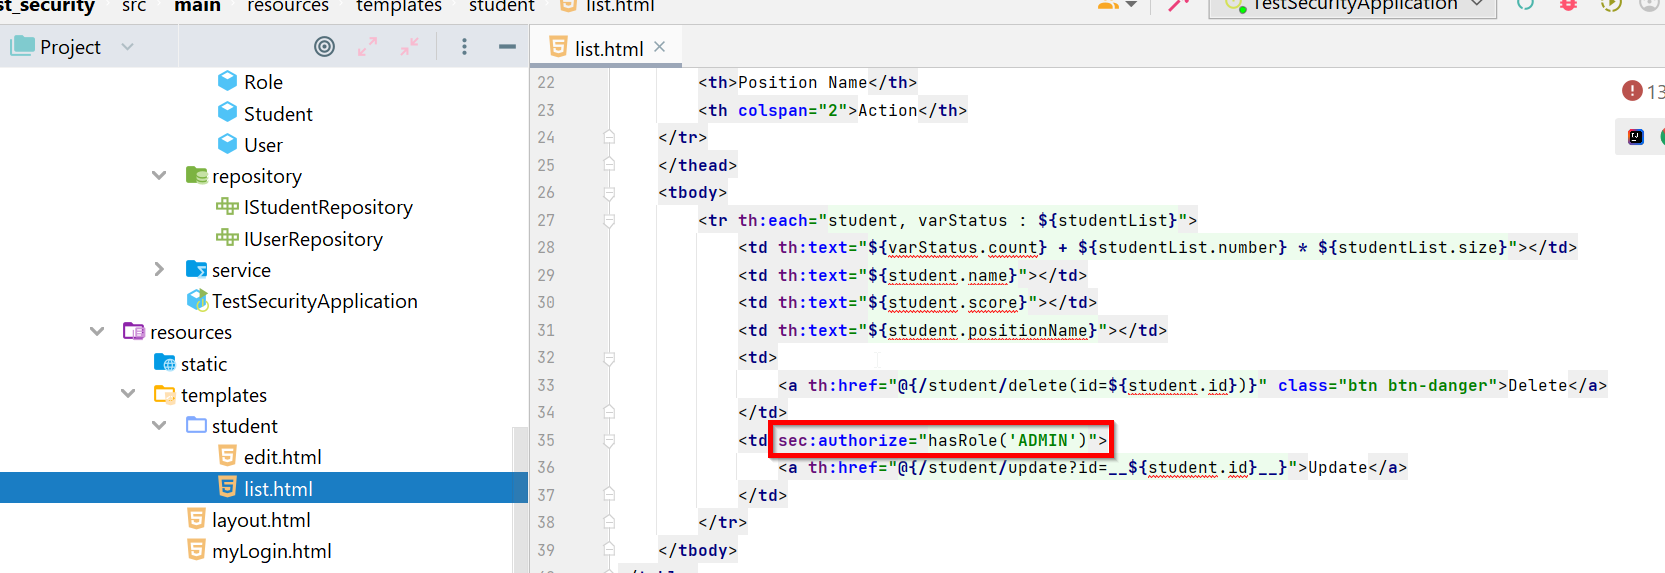 st_security src main resources templates student list.html
TestSecurityApplication
Project
list.html
Role
Student
User
repository
IStudentRepository
IUserRepository
service
TestSecurityApplication
resources
static
templates
student
edit.html
list.html
layout.html
myLogin.html
22 <th>Position Name</th>
23 <th colspan="2">Action</th>
24 </tr>
25 </thead>
26 <tbody>
27 <tr th:each="student, varStatus : ${studentList}">
28 <td th:text="${varStatus.count} + ${studentList.number} * ${studentList.size}"></td>
29 <td th:text="${student.name}"></td>
30 <td th:text="${student.score}"></td>
31 <td th:text="${student.positionName}"></td>
32 <td>
33 <a th:href="@{/student/delete(id=${student.id})}" class="btn btn-danger">Delete</a>
34 </td>
35 <td sec:authorize="hasRole('ADMIN')">
36 <a th:href="@{/student/update?id=__${student.id}__}">Update</a>
37 </td>
38 </tr>
39 </tbody>
13